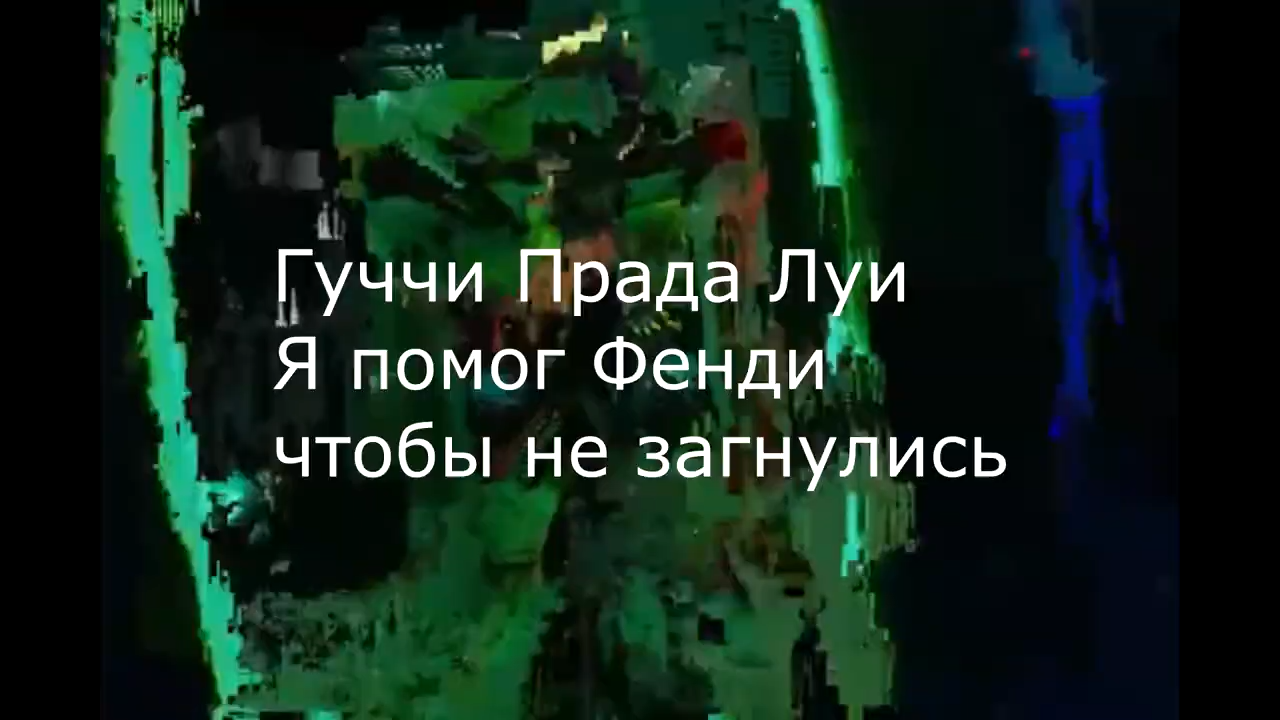 Гуччи Прада Луи
Я помог Фенди
чтобы не загнулись